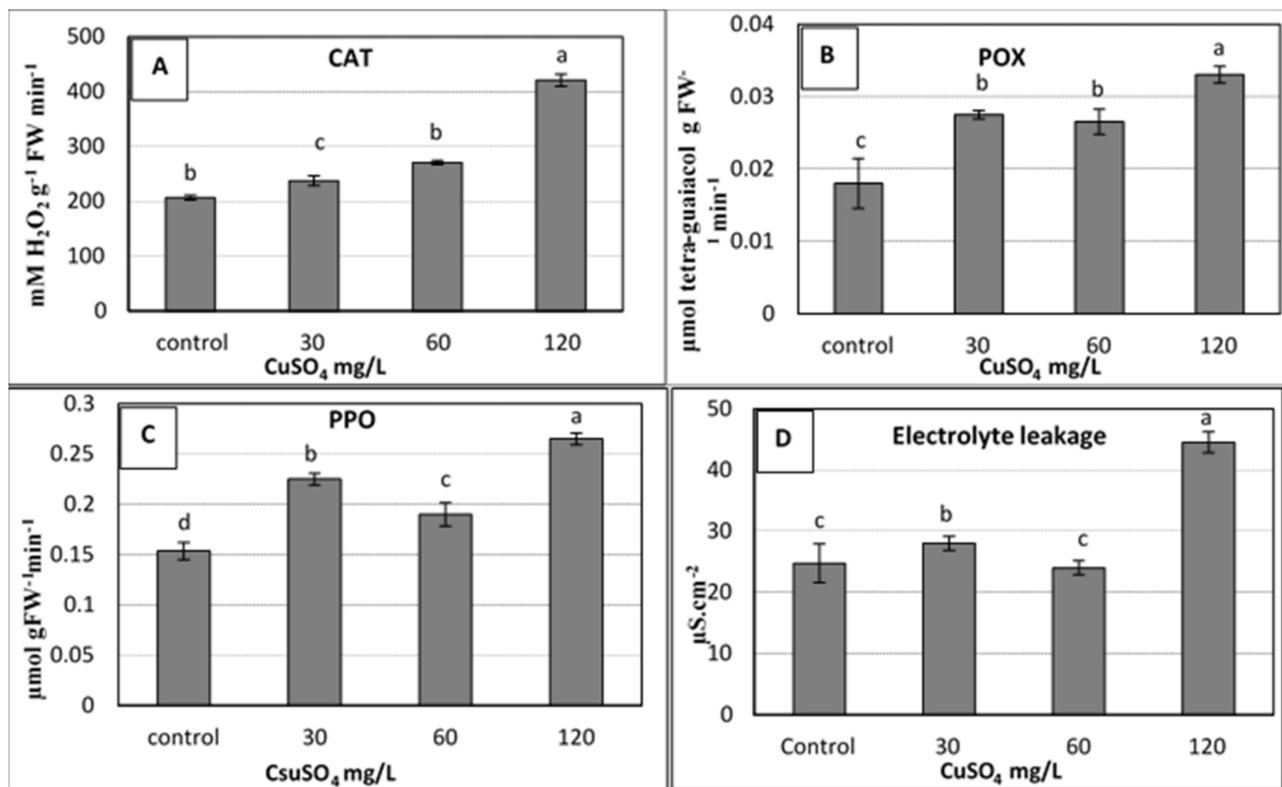 A
CAT
mM H₂O₂ g⁻¹ FW min⁻¹
500
400
300
200
100
0
b
c
b
a
control 30 60 120
CuSO₄ mg/L
B
POX
µmol tetra-guaiacol g FW⁻
¹ min⁻¹
0.04
0.03
0.02
0.01
0
c
b
b
a
control 30 60 120
CuSO₄ mg/L
C
PPO
µmol gFW⁻¹min⁻¹
0.3
0.25
0.2
0.15
0.1
0.05
0
d
b
c
a
control 30 60 120
CsuSO₄ mg/L
D
Electrolyte leakage
µS.cm⁻²
50
40
30
20
10
0
c
b
c
a
Control 30 60 120
CuSO₄ mg/L